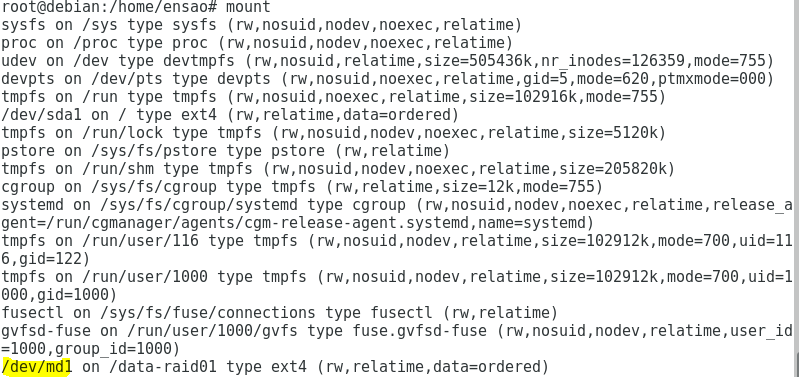 root@debian:/home/ensao# mount
sysfs on /sys type sysfs (rw,nosuid,nodev,noexec,relatime)
proc on /proc type proc (rw,nosuid,nodev,noexec,relatime)
udev on /dev type devtmpfs (rw,nosuid,relatime,size=505436k,nr_inodes=126359,mode=755)
devpts on /dev/pts type devpts (rw,nosuid,noexec,relatime,gid=5,mode=620,ptmxmode=000)
tmpfs on /run type tmpfs (rw,nosuid,noexec,relatime,size=102916k,mode=755)
/dev/sda1 on / type ext4 (rw,relatime,data=ordered)
tmpfs on /run/lock type tmpfs (rw,nosuid,nodev,noexec,relatime,size=5120k)
pstore on /sys/fs/pstore type pstore (rw,relatime)
tmpfs on /run/shm type tmpfs (rw,nosuid,nodev,noexec,relatime,size=205820k)
cgroup on /sys/fs/cgroup type tmpfs (rw,relatime,size=12k,mode=755)
systemd on /sys/fs/cgroup/systemd type cgroup (rw,nosuid,nodev,noexec,relatime,release_a
gent=/run/cgmanager/agents/cgm-release-agent.systemd,name=systemd)
tmpfs on /run/user/116 type tmpfs (rw,nosuid,nodev,relatime,size=102912k,mode=700,uid=11
6,gid=122)
tmpfs on /run/user/1000 type tmpfs (rw,nosuid,nodev,relatime,size=102912k,mode=700,uid=1
000,gid=1000)
fusectl on /sys/fs/fuse/connections type fusectl (rw,relatime)
gvfsd-fuse on /run/user/1000/gvfs type fuse.gvfsd-fuse (rw,nosuid,nodev,relatime,user_id
=1000,group_id=1000)
/dev/md1 on /data-raid01 type ext4 (rw,relatime,data=ordered)